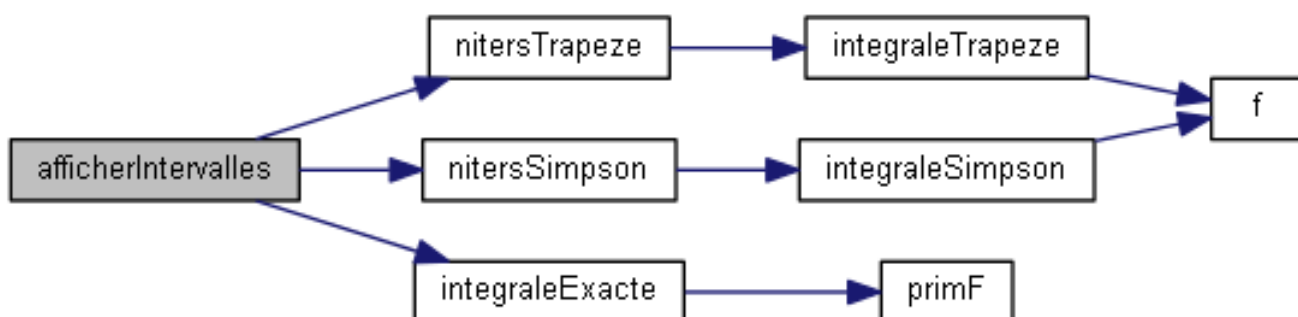 nitersTrapeze
integraleTrapeze
f
afficherIntervalles
nitersSimpson
integraleSimpson
integraleExacte
primF